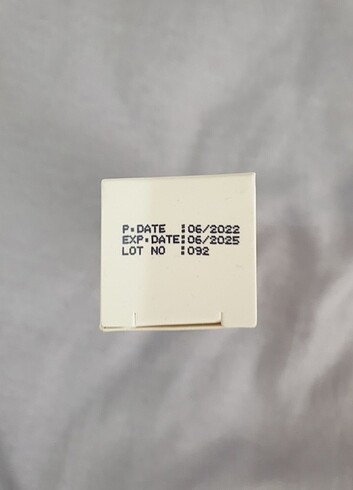 P.DATE :06/2022
EXP.DATE:06/2025
LOT NO :092